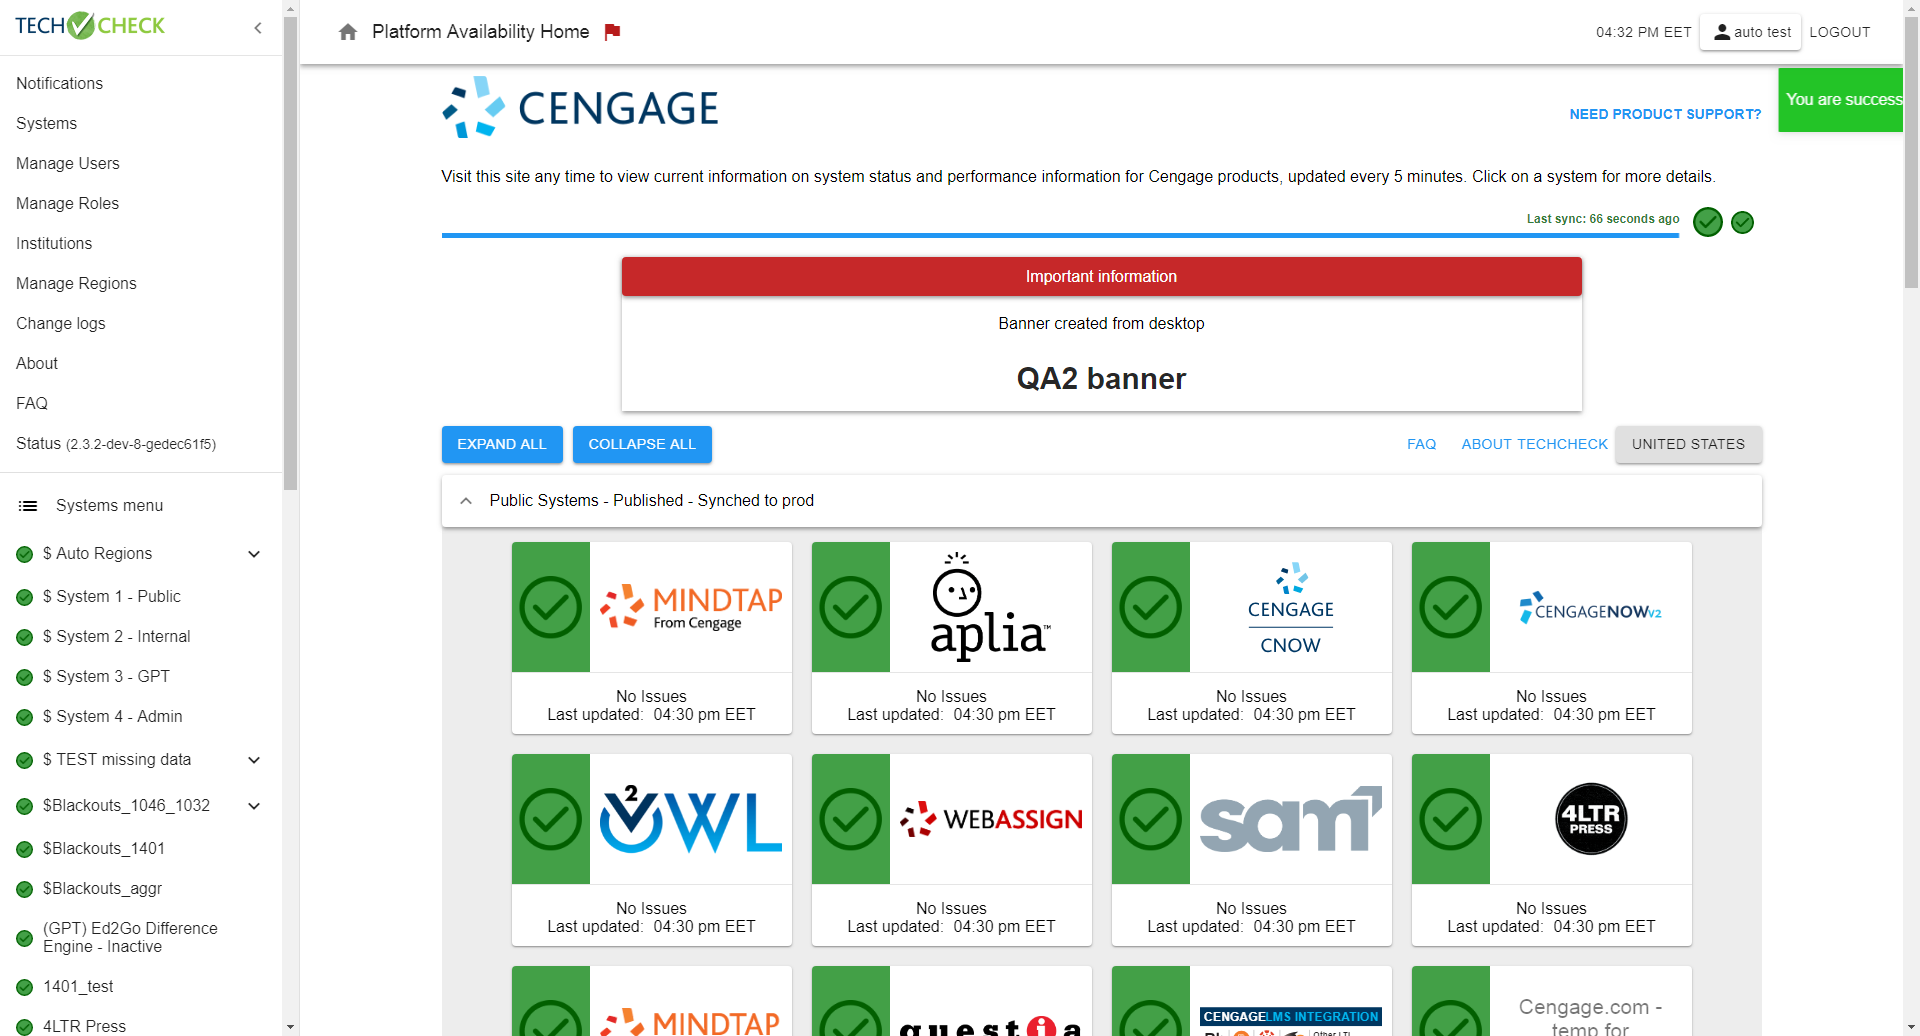 TECH CHECK
Notifications
Systems
Manage Users
Manage Roles
Institutions
Manage Regions
Change logs
About
FAQ
Status (2.3.2-dev-8-gedec61f5)
Systems menu
$ Auto Regions
$ System 1 - Public
$ System 2 - Internal
$ System 3 - GPT
$ System 4 - Admin
$ TEST missing data
$Blackouts_1046_1032
$Blackouts_1401
$Blackouts_aggr
(GPT) Ed2Go Difference
Engine - Inactive
1401_test
4LTR Press
Platform Availability Home
04:32 PM EET
auto test
LOGOUT
CENGAGE
NEED PRODUCT SUPPORT?
You are success
Visit this site any time to view current information on system status and performance information for Cengage products, updated every 5 minutes. Click on a system for more details.
Last sync: 66 seconds ago
Important information
Banner created from desktop
QA2 banner
EXPAND ALL
COLLAPSE ALL
FAQ
ABOUT TECHCHECK
UNITED STATES
Public Systems - Published - Synched to prod
MINDTAP
From Cengage
No Issues
Last updated: 04:30 pm EET
aplia™
No Issues
Last updated: 04:30 pm EET
CENGAGE
CNOW
No Issues
Last updated: 04:30 pm EET
CENGAGENOWv2
No Issues
Last updated: 04:30 pm EET
OWL
2
No Issues
Last updated: 04:30 pm EET
WEBASSIGN
No Issues
Last updated: 04:30 pm EET
sam
No Issues
Last updated: 04:30 pm EET
4LTR
PRESS
No Issues
Last updated: 04:30 pm EET
MINDTAP
questia
CENGAGELMS INTEGRATION
Other LTI
Cengage.com -
temp for